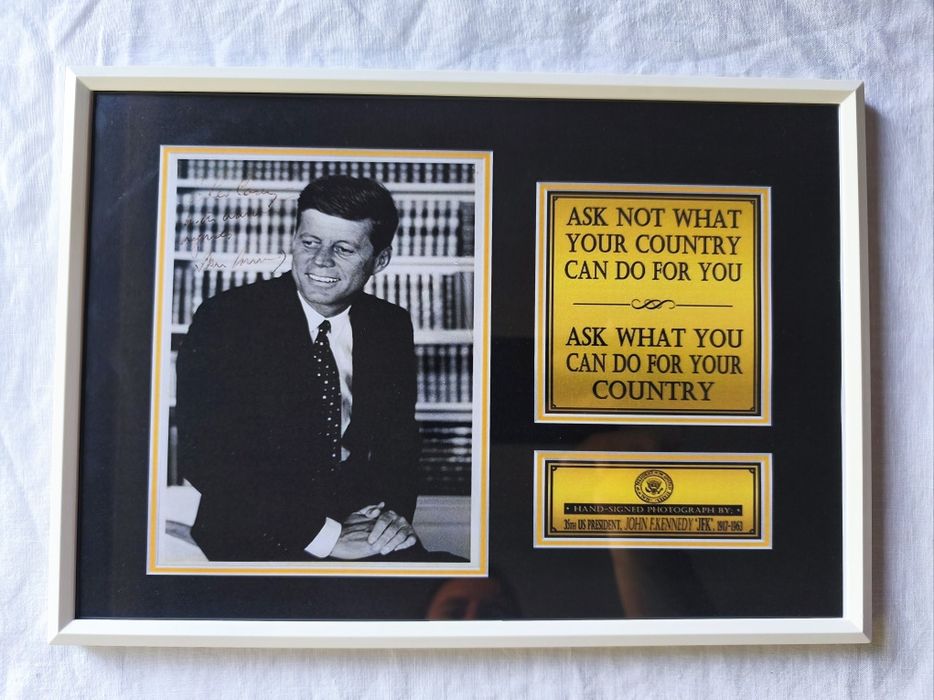 ASK NOT WHAT
YOUR COUNTRY
CAN DO FOR YOU
ASK WHAT YOU
CAN DO FOR YOUR
COUNTRY
• HAND-SIGNED PHOTOGRAPH BY; •
35TH US PRESIDENT, JOHN F.KENNEDY "JFK", 1917-1963